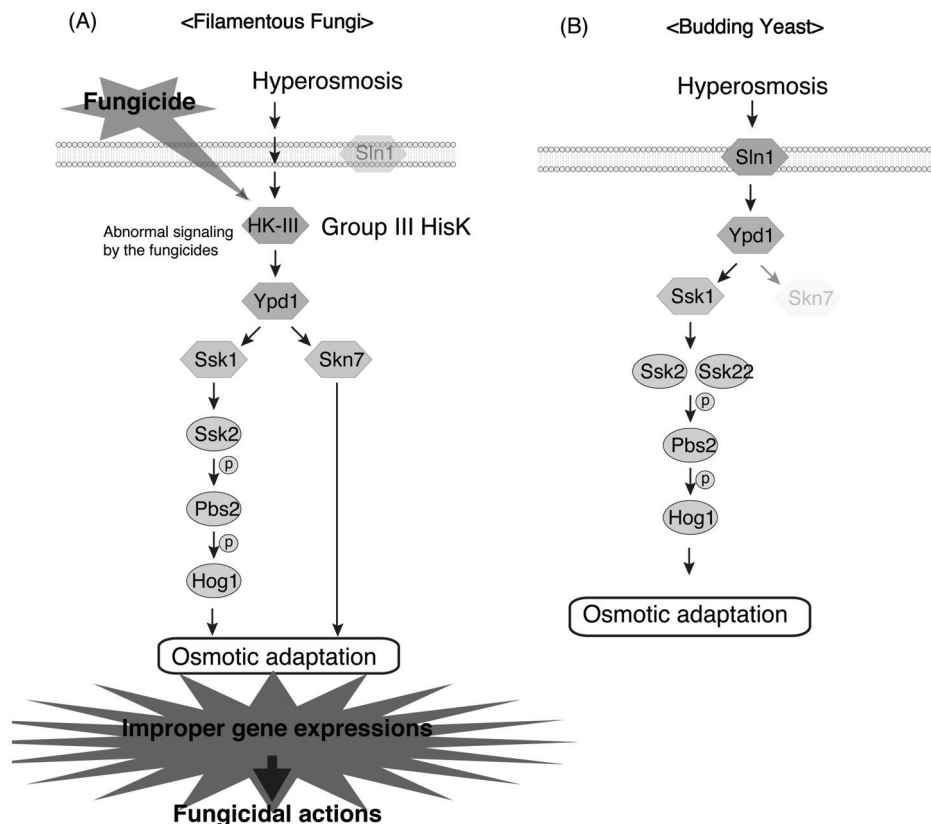 (A)
<Filamentous Fungi>
Hyperosmosis
Fungicide
Sln1
HK-III
Group III HisK
Abnormal signaling
by the fungicides
Ypd1
Ssk1
Skn7
Ssk2
p
Pbs2
p
Hog1
Osmotic adaptation
Improper gene expressions
Fungicidal actions
(B)
<Budding Yeast>
Hyperosmosis
Sln1
Ypd1
Ssk1
Skn7
Ssk2
Ssk22
p
Pbs2
p
Hog1
Osmotic adaptation